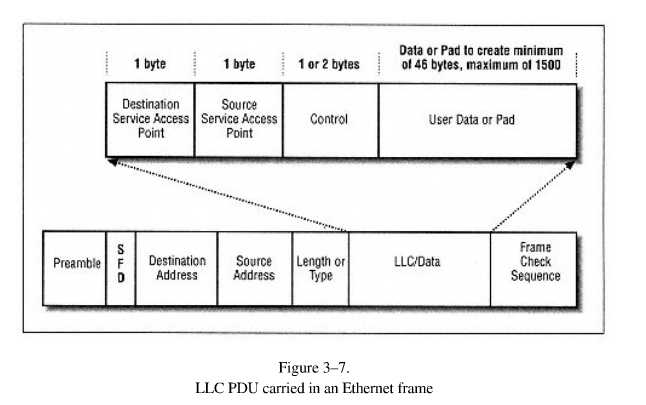 1 byte
1 byte
1 or 2 bytes
Data or Pad to create minimum
of 46 bytes, maximum of 1500
Destination
Service Access
Point
Source
Service Access
Point
Control
User Data or Pad
Preamble
S
F
D
Destination
Address
Source
Address
Length or
Type
LLC/Data
Frame
Check
Sequence
Figure 3–7.
LLC PDU carried in an Ethernet frame